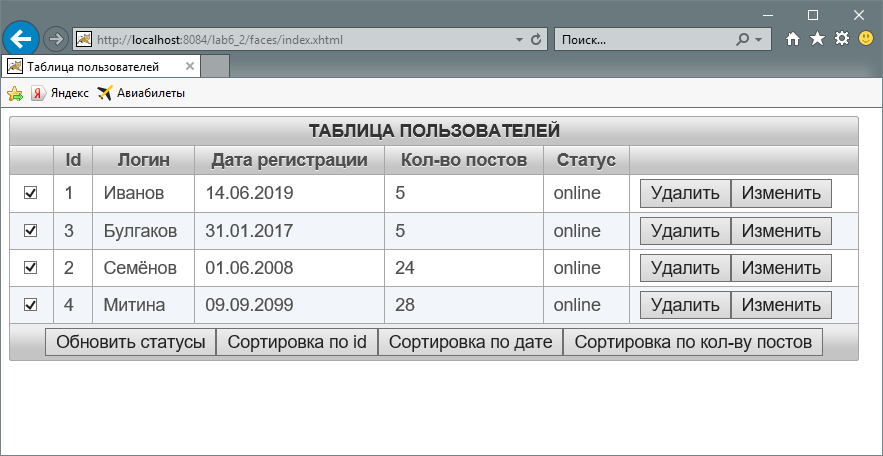 http://localhost:8084/lab6_2/faces/index.xhtml Поиск...
Таблица пользователей
Яндекс Авиабилеты
ТАБЛИЦА ПОЛЬЗОВАТЕЛЕЙ
Id Логин Дата регистрации Кол-во постов Статус
1 Иванов 14.06.2019 5 online Удалить Изменить
3 Булгаков 31.01.2017 5 online Удалить Изменить
2 Семёнов 01.06.2008 24 online Удалить Изменить
4 Митина 09.09.2099 28 online Удалить Изменить
Обновить статусы Сортировка по id Сортировка по дате Сортировка по кол-ву постов